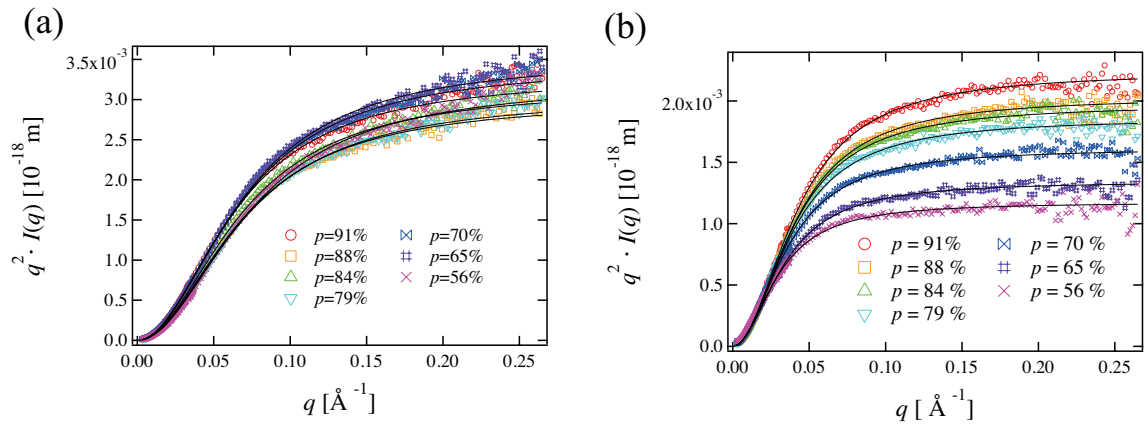 (a)
q² · I(q) [10⁻¹⁸ m]
3.5x10⁻³
3.0
2.5
2.0
1.5
1.0
0.5
0.0
p=91%
p=88%
p=84%
p=79%
p=70%
p=65%
p=56%
0.00 0.05 0.10 0.15 0.20 0.25
q [Å⁻¹]
(b)
q² · I(q) [10⁻¹⁸ m]
2.0x10⁻³
1.5
1.0
0.5
0.0
p = 91%
p = 88 %
p = 84 %
p = 79 %
p = 70 %
p = 65 %
p = 56 %
0.00 0.05 0.10 0.15 0.20 0.25
q [Å⁻¹]